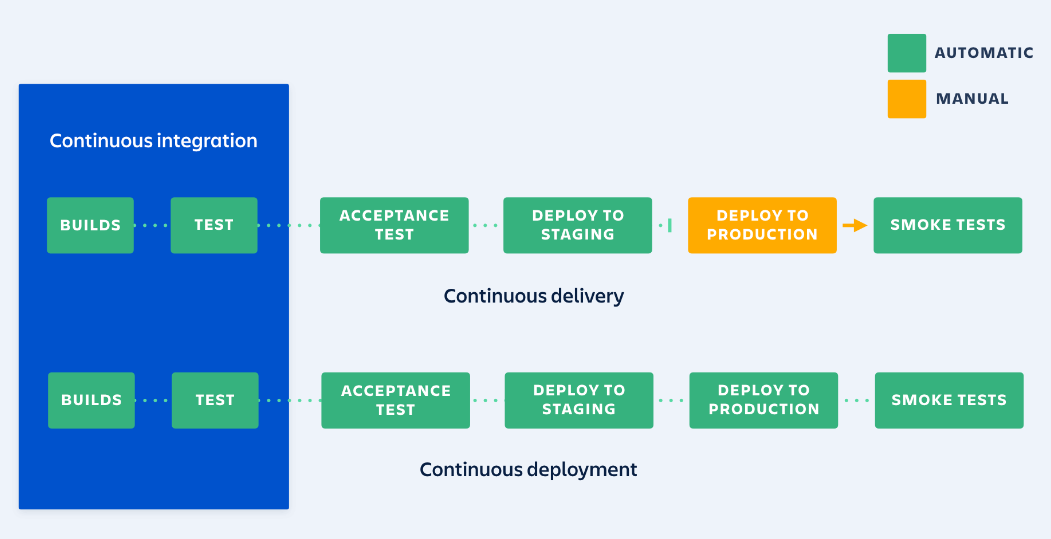 AUTOMATIC
MANUAL
Continuous integration
BUILDS
TEST
ACCEPTANCE
TEST
DEPLOY TO
STAGING
DEPLOY TO
PRODUCTION
SMOKE TESTS
Continuous delivery
BUILDS
TEST
ACCEPTANCE
TEST
DEPLOY TO
STAGING
DEPLOY TO
PRODUCTION
SMOKE TESTS
Continuous deployment